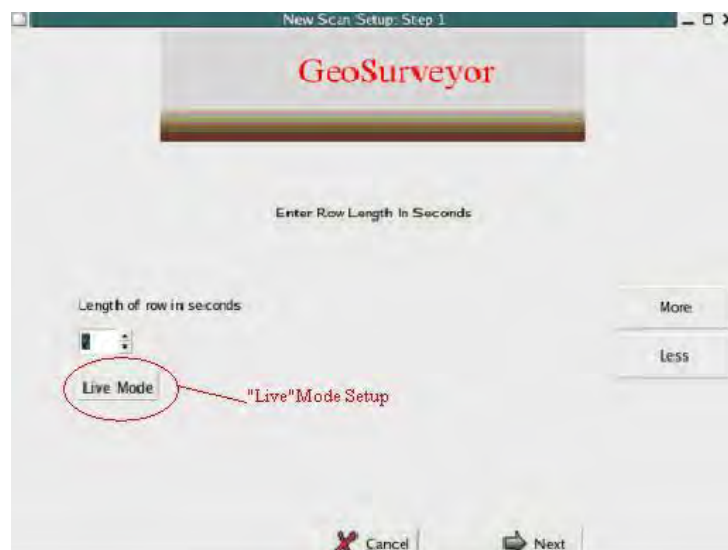 New Scan Setup: Step 1
GeoSurveyor
Enter Row Length In Seconds
Length of row in seconds
More
Less
Live Mode
"Live"Mode Setup
Cancel
Next